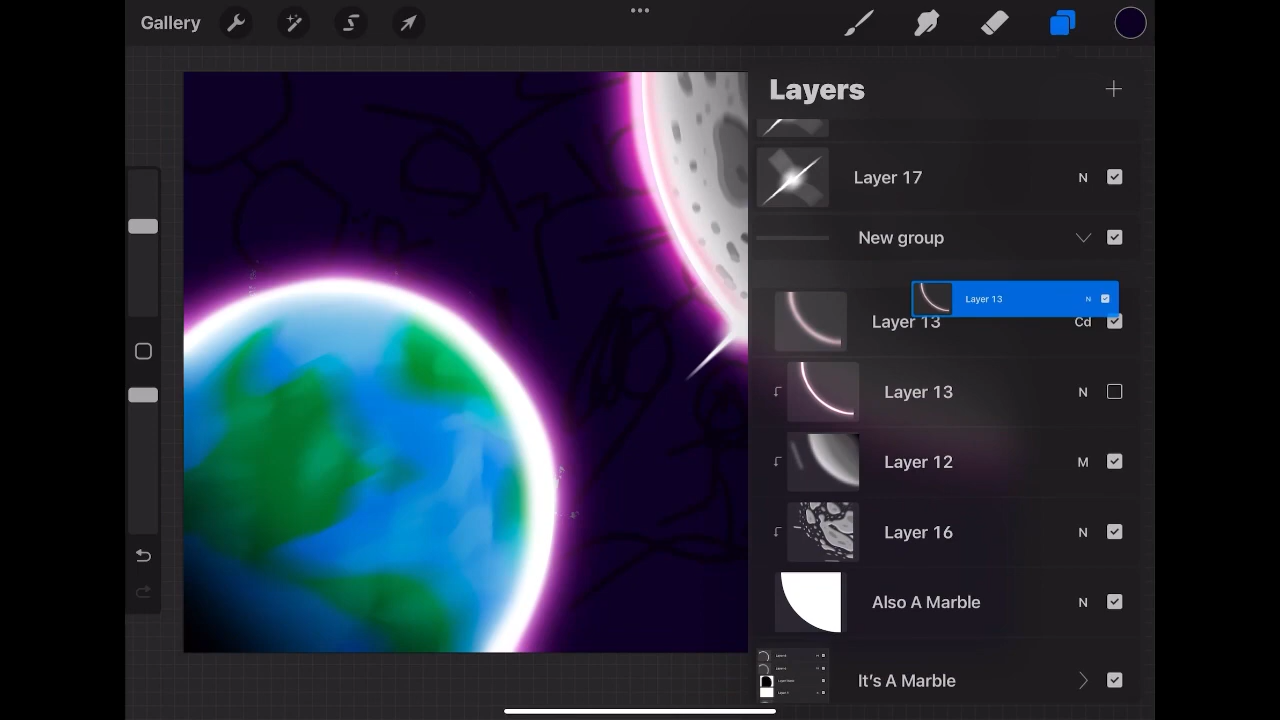 Gallery
Layers
Layer 17 N
New group
Layer 13 N
Layer 13 Cd
Layer 13 N
Layer 12 M
Layer 16 N
Also A Marble N
It's A Marble